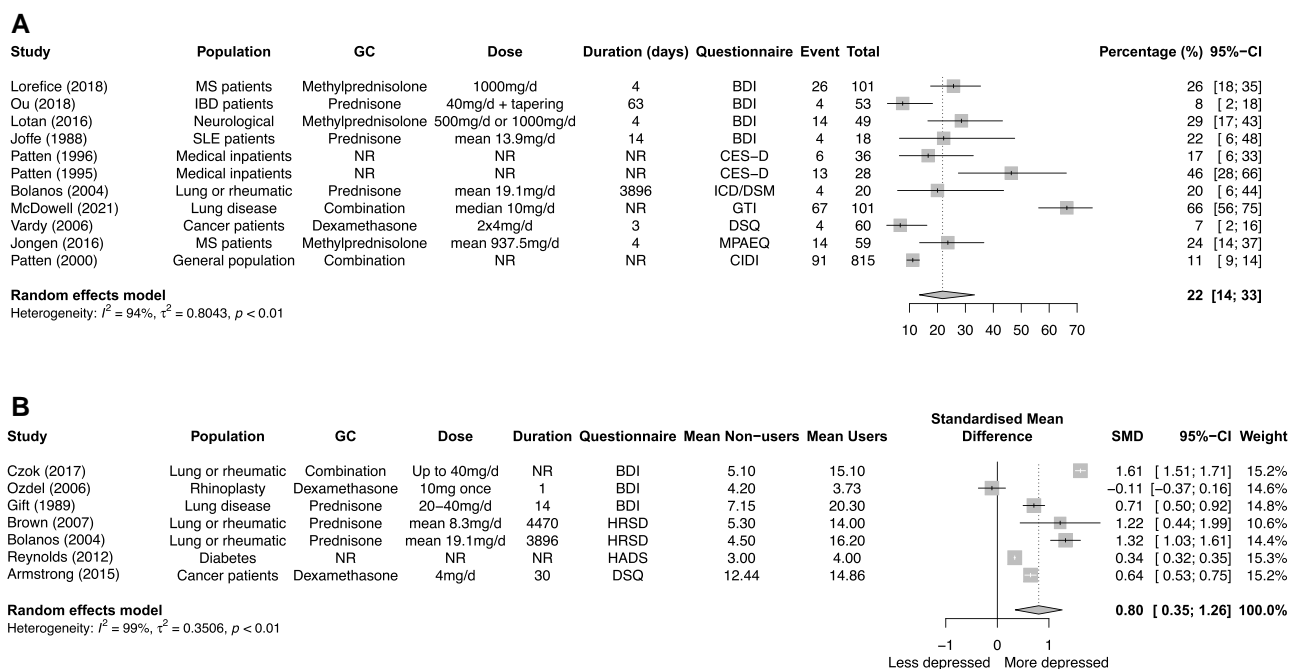 A
Study Population GC Dose Duration (days) Questionnaire Event Total Percentage (%) 95%−CI
Lorefice (2018) MS patients Methylprednisolone 1000mg/d 4 BDI 26 101 26 [18; 35]
Ou (2018) IBD patients Prednisone 40mg/d + tapering 63 BDI 4 53 8 [ 2; 18]
Lotan (2016) Neurological Methylprednisolone 500mg/d or 1000mg/d 4 BDI 14 49 29 [17; 43]
Joffe (1988) SLE patients Prednisone mean 13.9mg/d 14 BDI 4 18 22 [ 6; 48]
Patten (1996) Medical inpatients NR NR NR CES−D 6 36 17 [ 6; 33]
Patten (1995) Medical inpatients NR NR NR CES−D 13 28 46 [28; 66]
Bolanos (2004) Lung or rheumatic Prednisone mean 19.1mg/d 3896 ICD/DSM 4 20 20 [ 6; 44]
McDowell (2021) Lung disease Combination median 10mg/d NR GTI 67 101 66 [56; 75]
Vardy (2006) Cancer patients Dexamethasone 2x4mg/d 3 DSQ 4 60 7 [ 2; 16]
Jongen (2016) MS patients Methylprednisolone mean 937.5mg/d 4 MPAEQ 14 59 24 [14; 37]
Patten (2000) General population Combination NR NR CIDI 91 815 11 [ 9; 14]
Random effects model 22 [14; 33]
Heterogeneity: I² = 94%, τ² = 0.8043, p < 0.01
10 20 30 40 50 60 70
B
Standardised Mean
Study Population GC Dose Duration Questionnaire Mean Non−users Mean Users Difference SMD 95%−CI Weight
Czok (2017) Lung or rheumatic Combination Up to 40mg/d NR BDI 5.10 15.10 1.61 [ 1.51; 1.71] 15.2%
Ozdel (2006) Rhinoplasty Dexamethasone 10mg once 1 BDI 4.20 3.73 −0.11 [−0.37; 0.16] 14.6%
Gift (1989) Lung disease Prednisone 20−40mg/d 14 BDI 7.15 20.30 0.71 [ 0.50; 0.92] 14.8%
Brown (2007) Lung or rheumatic Prednisone mean 8.3mg/d 4470 HRSD 5.30 14.00 1.22 [ 0.44; 1.99] 10.6%
Bolanos (2004) Lung or rheumatic Prednisone mean 19.1mg/d 3896 HRSD 4.50 16.20 1.32 [ 1.03; 1.61] 14.4%
Reynolds (2012) Diabetes NR NR NR HADS 3.00 4.00 0.34 [ 0.32; 0.35] 15.3%
Armstrong (2015) Cancer patients Dexamethasone 4mg/d 30 DSQ 12.44 14.86 0.64 [ 0.53; 0.75] 15.2%
Random effects model 0.80 [ 0.35; 1.26] 100.0%
Heterogeneity: I² = 99%, τ² = 0.3506, p < 0.01
−1 0 1
Less depressed More depressed